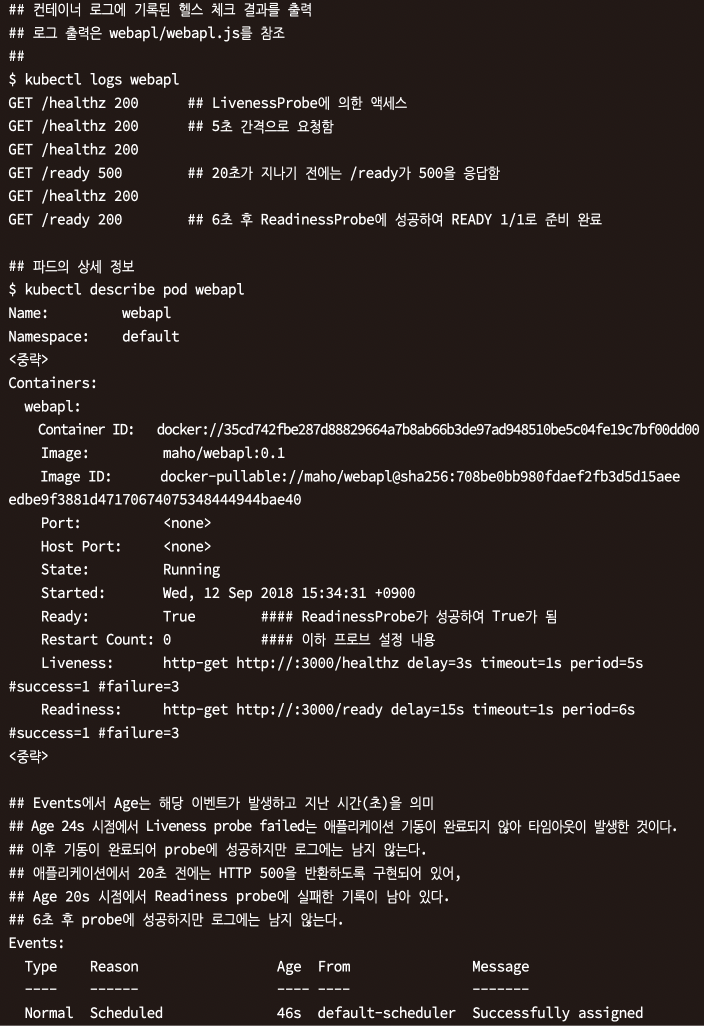 ## 컨테이너 로그에 기록된 헬스 체크 결과를 출력
## 로그 출력은 webapl/webapl.js를 참조
##
$ kubectl logs webapl
GET /healthz 200 ## LivenessProbe에 의한 액세스
GET /healthz 200 ## 5초 간격으로 요청함
GET /healthz 200
GET /ready 500 ## 20초가 지나기 전에는 /ready가 500을 응답함
GET /healthz 200
GET /ready 200 ## 6초 후 ReadinessProbe에 성공하여 READY 1/1로 준비 완료
## 파드의 상세 정보
$ kubectl describe pod webapl
Name: webapl
Namespace: default
<중략>
Containers:
webapl:
Container ID: docker://35cd742fbe287d88829664a7b8ab66b3de97ad948510be5c04fe19c7bf00dd00
Image: maho/webapl:0.1
Image ID: docker-pullable://maho/webapl@sha256:708be0bb980fdaef2fb3d5d15aee
edbe9f3881d47170674075348444944bae40
Port: <none>
Host Port: <none>
State: Running
Started: Wed, 12 Sep 2018 15:34:31 +0900
Ready: True #### ReadinessProbe가 성공하여 True가 됨
Restart Count: 0 #### 이하 프로브 설정 내용
Liveness: http-get http://:3000/healthz delay=3s timeout=1s period=5s
#success=1 #failure=3
Readiness: http-get http://:3000/ready delay=15s timeout=1s period=6s
#success=1 #failure=3
<중략>
## Events에서 Age는 해당 이벤트가 발생하고 지난 시간(초)을 의미
## Age 24s 시점에서 Liveness probe failed는 애플리케이션 기동이 완료되지 않아 타임아웃이 발생한 것이다.
## 이후 기동이 완료되어 probe에 성공하지만 로그에는 남지 않는다.
## 애플리케이션에서 20초 전에는 HTTP 500을 반환하도록 구현되어 있어,
## Age 20s 시점에서 Readiness probe에 실패한 기록이 남아 있다.
## 6초 후 probe에 성공하지만 로그에는 남지 않는다.
Events:
Type Reason Age From Message
---- ------ ---- ---- -------
Normal Scheduled 46s default-scheduler Successfully assigned